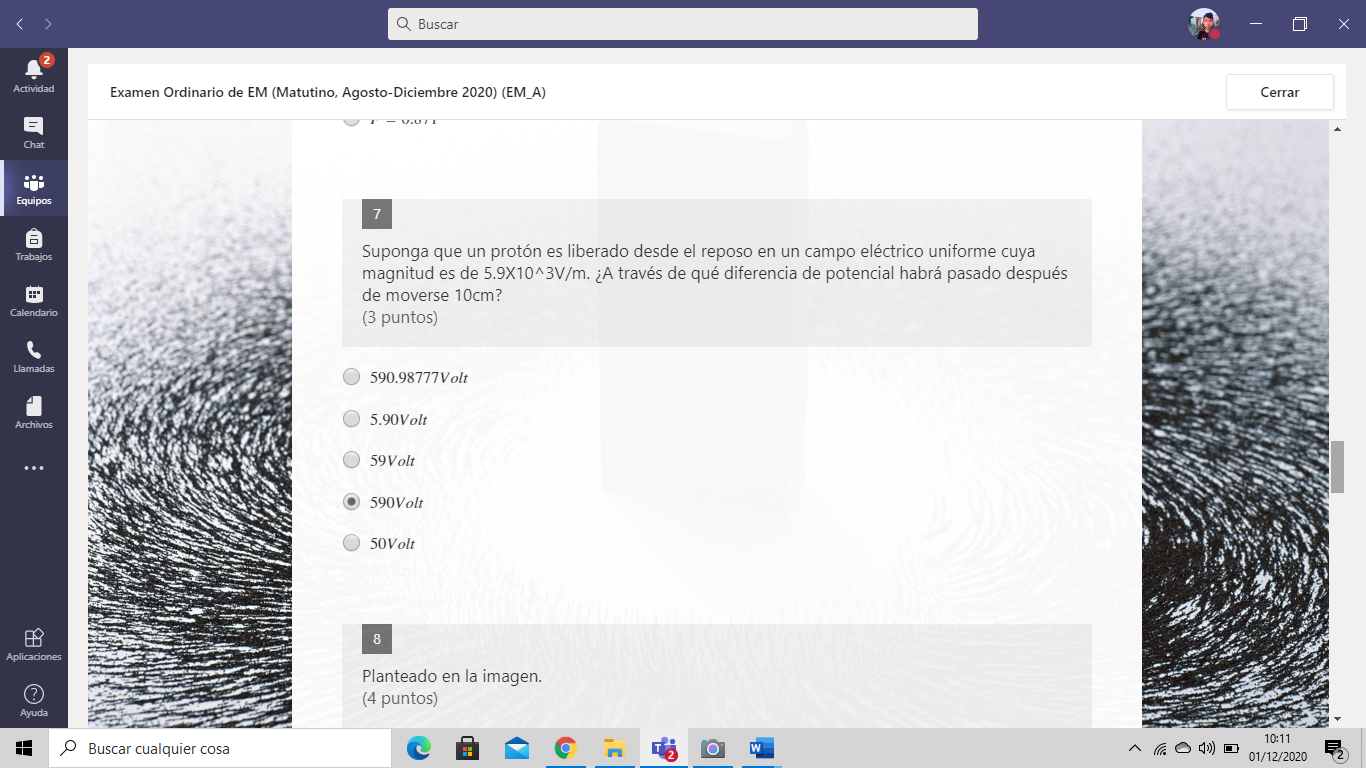 Buscar
2
Actividad
Chat
Equipos
Trabajos
Calendario
Llamadas
Archivos
Aplicaciones
Ayuda
Examen Ordinario de EM (Matutino, Agosto-Diciembre 2020) (EM_A)
Cerrar
7
Suponga que un protón es liberado desde el reposo en un campo eléctrico uniforme cuya
magnitud es de 5.9X10^3V/m. ¿A través de qué diferencia de potencial habrá pasado después
de moverse 10cm?
(3 puntos)
590.98777Volt
5.90Volt
59Volt
590Volt
50Volt
8
Planteado en la imagen.
(4 puntos)
Buscar cualquier cosa
2
10:11
01/12/2020
2